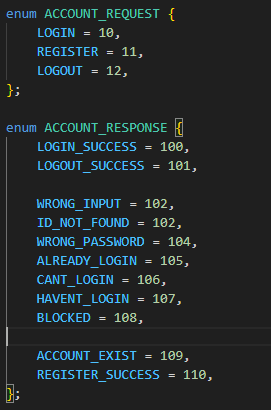 enum ACCOUNT_REQUEST {
LOGIN = 10,
REGISTER = 11,
LOGOUT = 12,
};
enum ACCOUNT_RESPONSE {
LOGIN_SUCCESS = 100,
LOGOUT_SUCCESS = 101,
WRONG_INPUT = 102,
ID_NOT_FOUND = 102,
WRONG_PASSWORD = 104,
ALREADY_LOGIN = 105,
CANT_LOGIN = 106,
HAVENT_LOGIN = 107,
BLOCKED = 108,
ACCOUNT_EXIST = 109,
REGISTER_SUCCESS = 110,
};